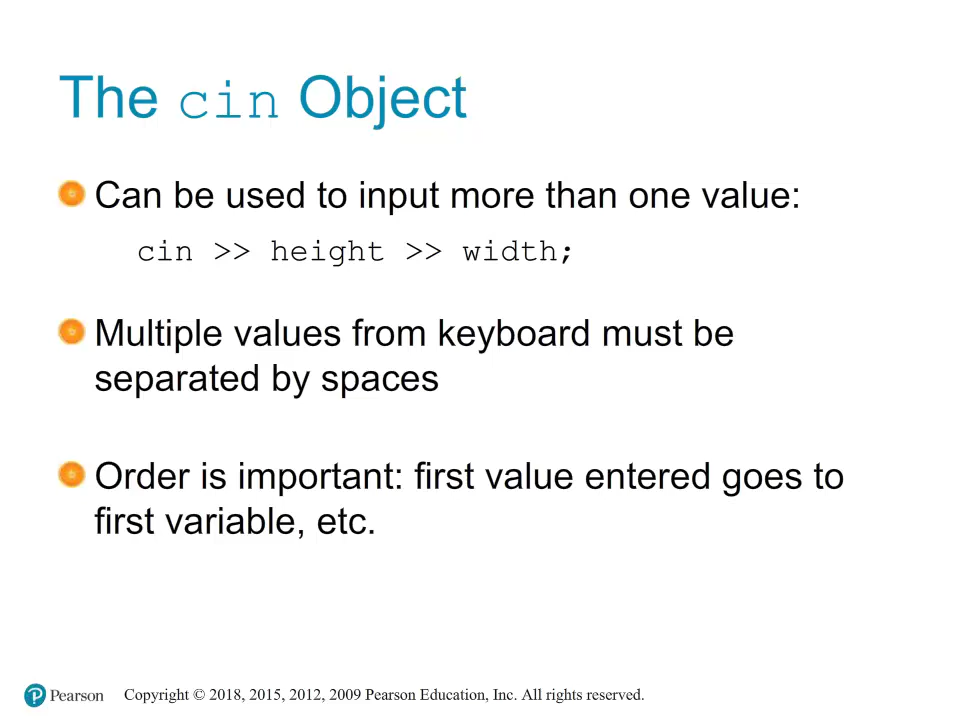 The cin Object
Can be used to input more than one value:
cin >> height >> width;
Multiple values from keyboard must be
separated by spaces
Order is important: first value entered goes to
first variable, etc.
Pearson Copyright © 2018, 2015, 2012, 2009 Pearson Education, Inc. All rights reserved.